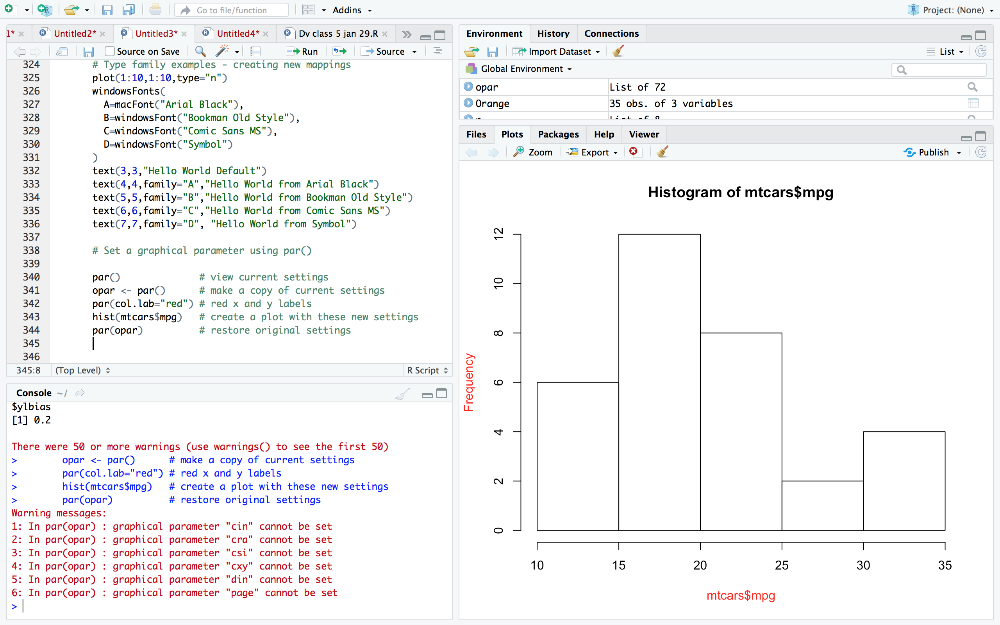 Go to file/function
Addins
Project: (None)
1*
Untitled2*
Untitled3*
Untitled4*
Dv class 5 jan 29.R
Source on Save
Run
Source
324 # Type family examples - creating new mappings
325 plot(1:10,1:10,type="n")
326 windowsFonts(
327 A=macFont("Arial Black"),
328 B=windowsFont("Bookman Old Style"),
329 C=windowsFont("Comic Sans MS"),
330 D=windowsFont("Symbol")
331 )
332 text(3,3,"Hello World Default")
333 text(4,4,family="A","Hello World from Arial Black")
334 text(5,5,family="B","Hello World from Bookman Old Style")
335 text(6,6,family="C","Hello World from Comic Sans MS")
336 text(7,7,family="D", "Hello World from Symbol")
337
338 # Set a graphical parameter using par()
339
340 par() # view current settings
341 opar <- par() # make a copy of current settings
342 par(col.lab="red") # red x and y labels
343 hist(mtcars$mpg) # create a plot with these new settings
344 par(opar) # restore original settings
345
346
345:8 (Top Level) R Script
Console ~/
$ylbias
[1] 0.2
There were 50 or more warnings (use warnings() to see the first 50)
> opar <- par() # make a copy of current settings
> par(col.lab="red") # red x and y labels
> hist(mtcars$mpg) # create a plot with these new settings
> par(opar) # restore original settings
Warning messages:
1: In par(opar) : graphical parameter "cin" cannot be set
2: In par(opar) : graphical parameter "cra" cannot be set
3: In par(opar) : graphical parameter "csi" cannot be set
4: In par(opar) : graphical parameter "cxy" cannot be set
5: In par(opar) : graphical parameter "din" cannot be set
6: In par(opar) : graphical parameter "page" cannot be set
>
Environment History Connections
Import Dataset List
Global Environment
opar List of 72
Orange 35 obs. of 3 variables
Files Plots Packages Help Viewer
Zoom Export Publish
Histogram of mtcars$mpg
12
10
8
6
4
2
0
Frequency
10 15 20 25 30 35
mtcars$mpg